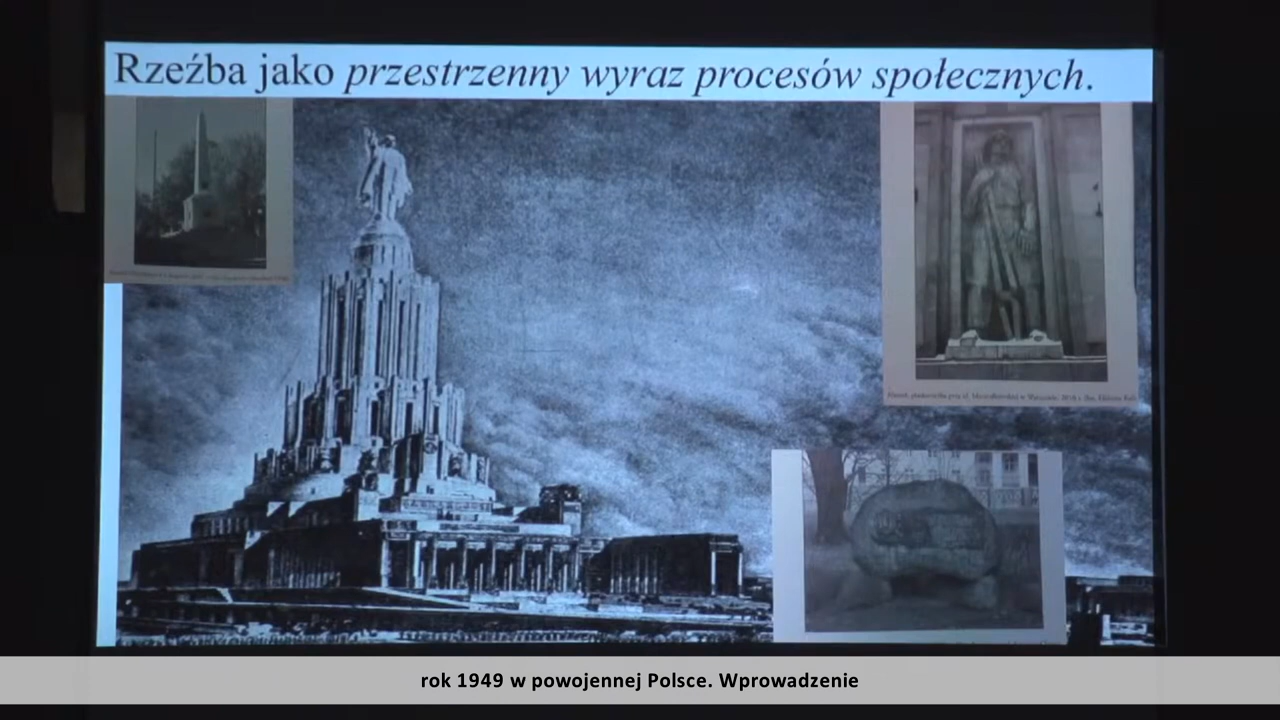 Rzeźba jako przestrzenny wyraz procesów społecznych.
rok 1949 w powojennej Polsce. Wprowadzenie